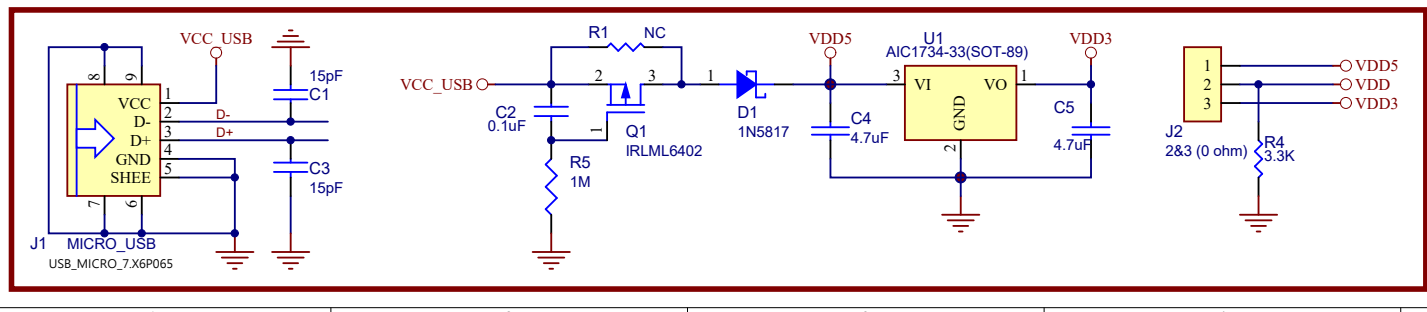 VCC_USB
8
9
15pF
C1
VCC
1
D-
2
D-
D+
3
D+
GND
4
SHEE
5
C3
15pF
7
6
J1
MICRO_USB
USB_MICRO_7.X6P065
R1
NC
VCC_USB
2
3
1
C2
0.1uF
1
Q1
IRLML6402
R5
1M
1
D1
1N5817
VDD5
U1
AIC1734-33(SOT-89)
3
VI
VO
1
GND
2
C4
4.7uF
VDD3
C5
4.7uF
1
2
3
VDD5
VDD
VDD3
J2
2&3 (0 ohm)
R4
3.3K